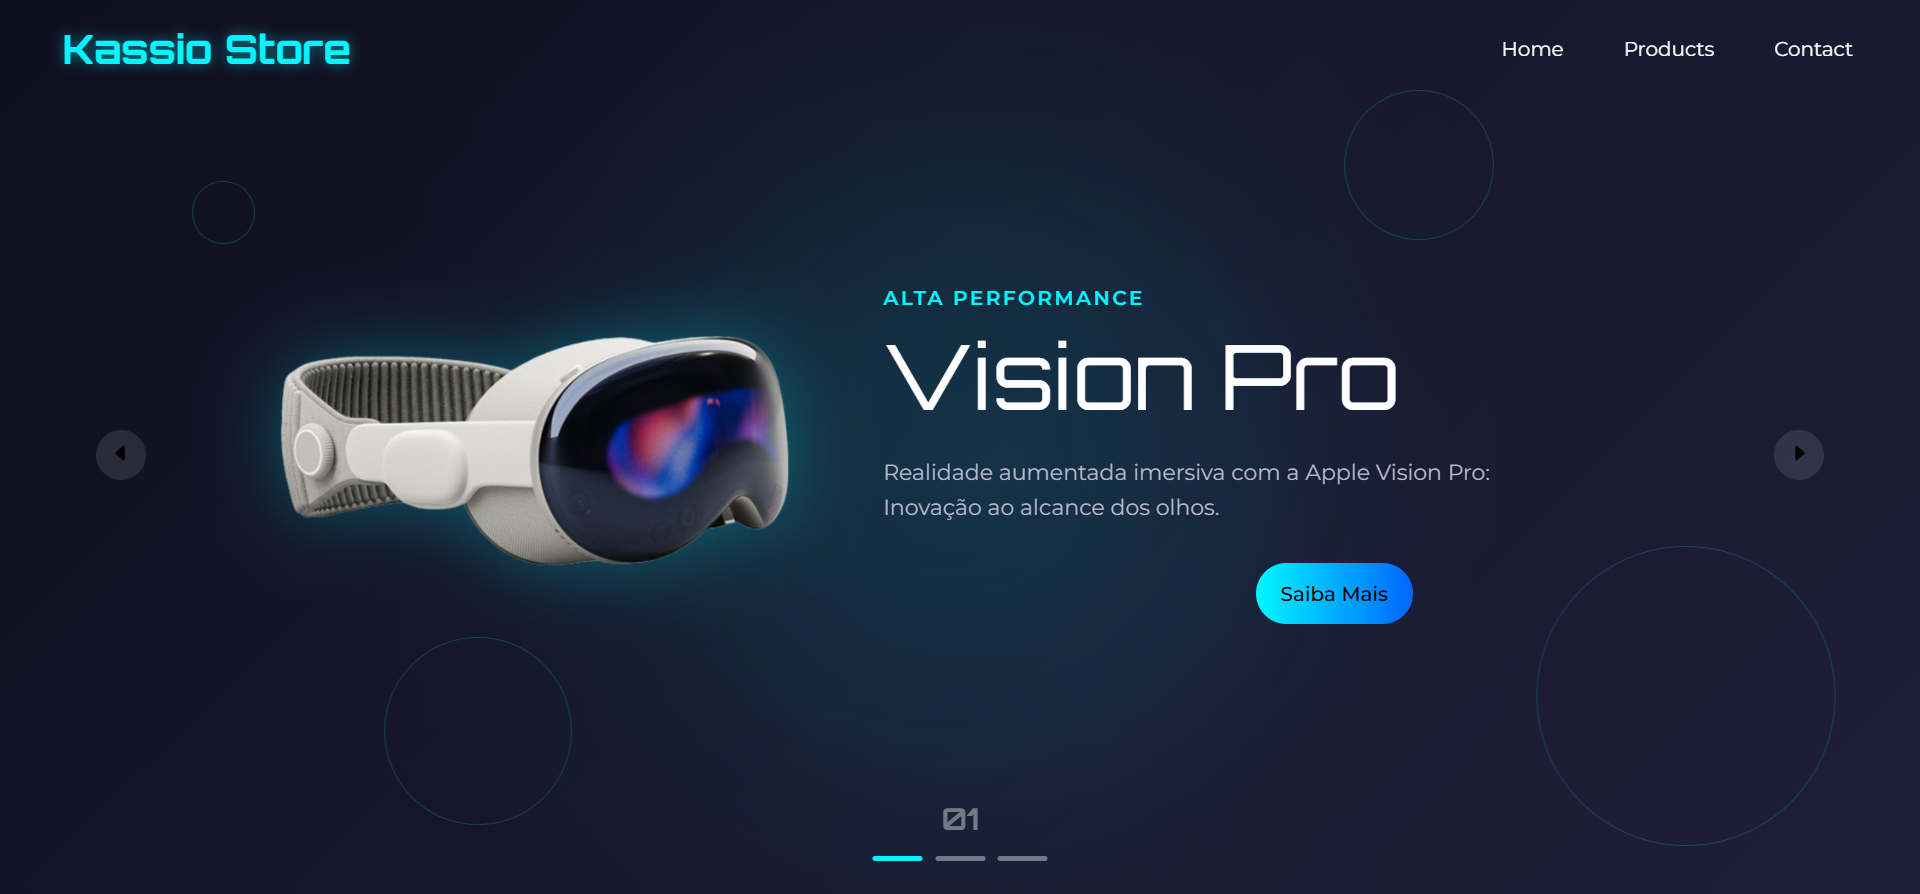 Kassio Store
Home
Products
Contact
ALTA PERFORMANCE
Vision Pro
Realidade aumentada imersiva com a Apple Vision Pro:
Inovação ao alcance dos olhos.
Saiba Mais
01